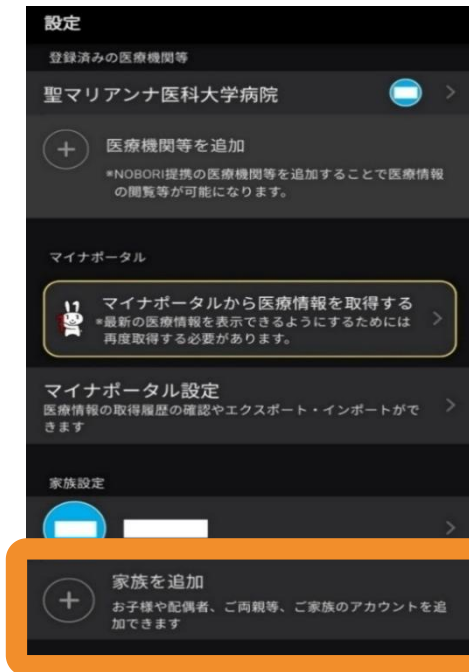 設定
登録済みの医療機関等
聖マリアンナ医科大学病院
医療機関等を追加
*NOBORI提携の医療機関等を追加することで医療情報
の閲覧等が可能になります。
マイナポータル
マイナポータルから医療情報を取得する
*最新の医療情報を表示できるようにするためには
再度取得する必要があります。
マイナポータル設定
医療情報の取得履歴の確認やエクスポート・インポートがで
きます
家族設定
家族を追加
お子様や配偶者、ご両親等、ご家族のアカウントを追
加できます